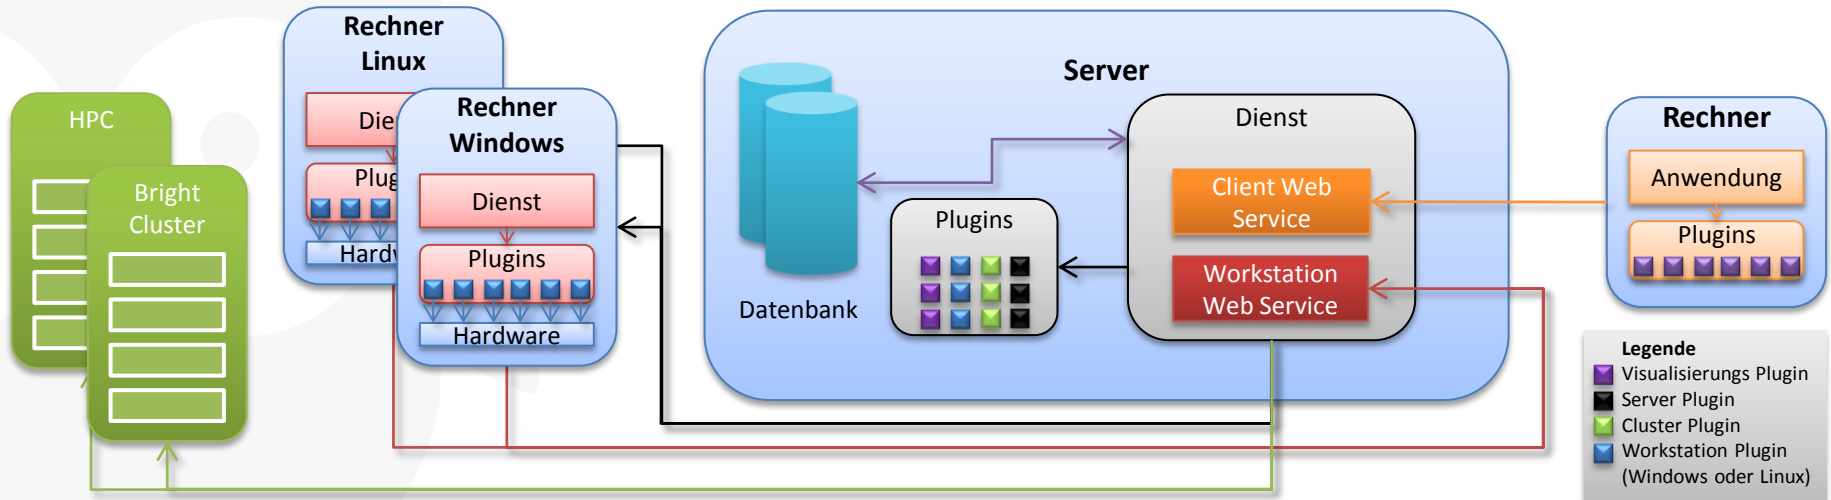 HPC
Bright
Cluster
Rechner
Linux
Die
Plug
Hardw
Rechner
Windows
Dienst
Plugins
Hardware
Server
Datenbank
Plugins
Dienst
Client Web
Service
Workstation
Web Service
Rechner
Anwendung
Plugins
Legende
Visualisierungs Plugin
Server Plugin
Cluster Plugin
Workstation Plugin
(Windows oder Linux)